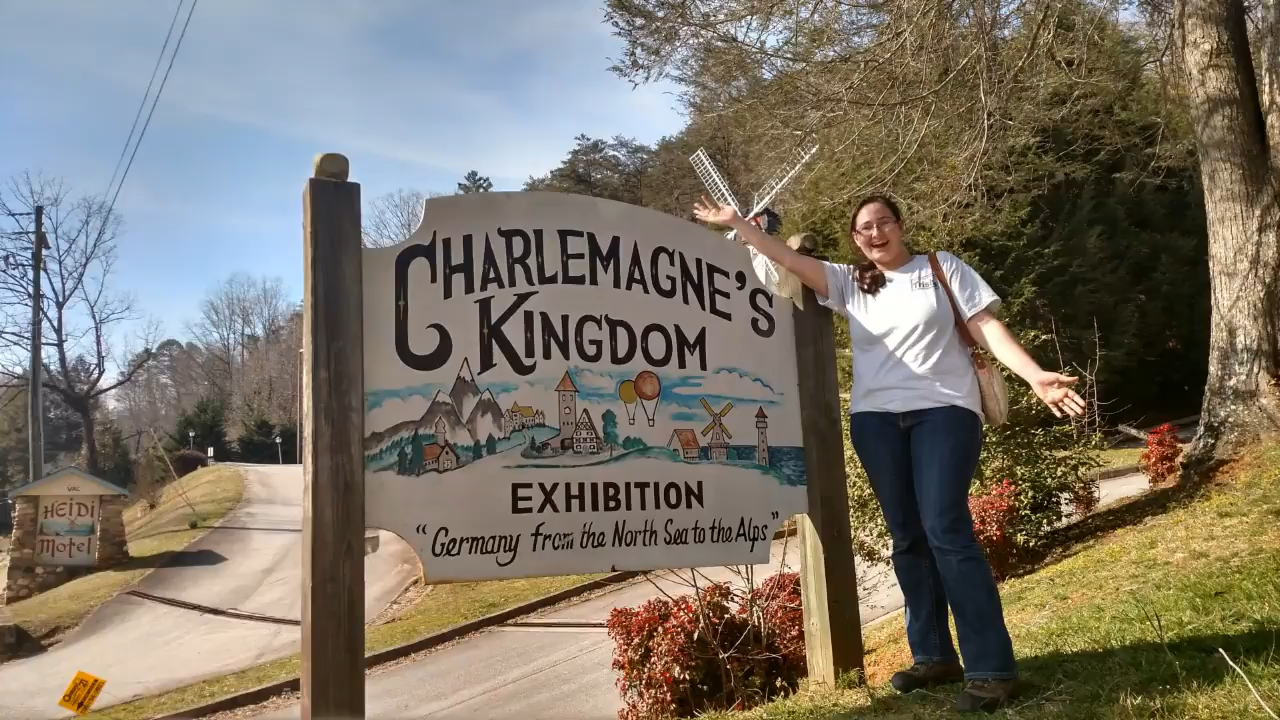 CHARLEMAGNE'S
KINGDOM
EXHIBITION
"Germany from the North Sea to the Alps"
HEIDI
Motel